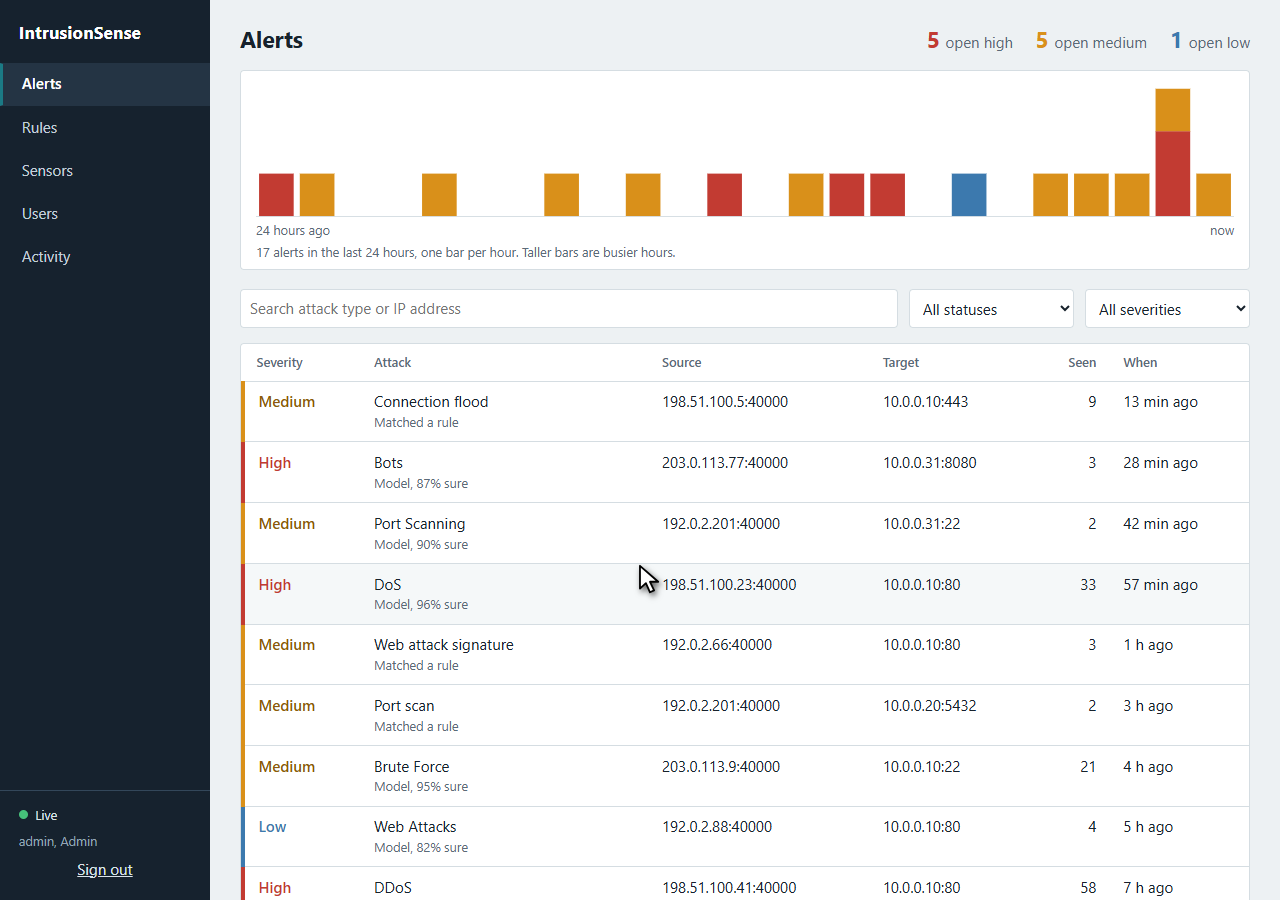 IntrusionSense
Alerts
Rules
Sensors
Users
Activity
Live
admin, Admin
Sign out
Alerts
5 open high 5 open medium 1 open low
24 hours ago now
17 alerts in the last 24 hours, one bar per hour. Taller bars are busier hours.
Search attack type or IP address All statuses All severities
Severity Attack Source Target Seen When
Medium Connection flood 198.51.100.5:40000 10.0.0.10:443 9 13 min ago
Matched a rule
High Bots 203.0.113.77:40000 10.0.0.31:8080 3 28 min ago
Model, 87% sure
Medium Port Scanning 192.0.2.201:40000 10.0.0.31:22 2 42 min ago
Model, 90% sure
High DoS 198.51.100.23:40000 10.0.0.10:80 33 57 min ago
Model, 96% sure
Medium Web attack signature 192.0.2.66:40000 10.0.0.10:80 3 1 h ago
Matched a rule
Medium Port scan 192.0.2.201:40000 10.0.0.20:5432 2 3 h ago
Matched a rule
Medium Brute Force 203.0.113.9:40000 10.0.0.10:22 21 4 h ago
Model, 95% sure
Low Web Attacks 192.0.2.88:40000 10.0.0.10:80 4 5 h ago
Model, 82% sure
High DDoS 198.51.100.41:40000 10.0.0.10:80 58 7 h ago